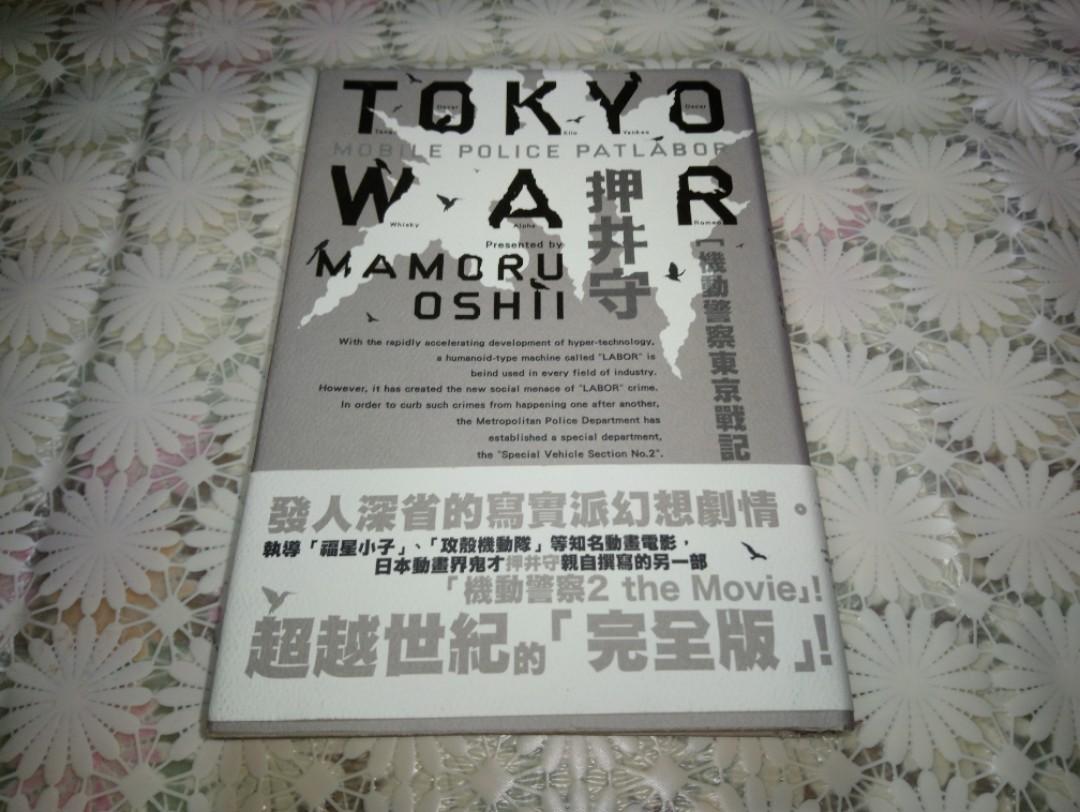 TOKYO
Tango
Oscar
Kilo
Yankee
Oscar
MOBILE POLICE PATLABOR
WAR
Whisky
Alpha
Romeo
押井守
[機動警察東京戰記
Presented by
MAMORU
OSHII
With the rapidly accelerating development of hyper-technology,
a humanoid-type machine called "LABOR" is
beind used in every field of industry.
However, it has created the new social menace of "LABOR" crime.
In order to curb such crimes from happening one after another,
the Metropolitan Police Department has
established a special department,
the "Special Vehicle Section No.2".
發人深省的寫實派幻想劇情。
執導「福星小子」、「攻殼機動隊」等知名動畫電影，
日本動畫界鬼才押井守親自撰寫的另一部
「機動警察2 the Movie」!
超越世紀的「完全版」!